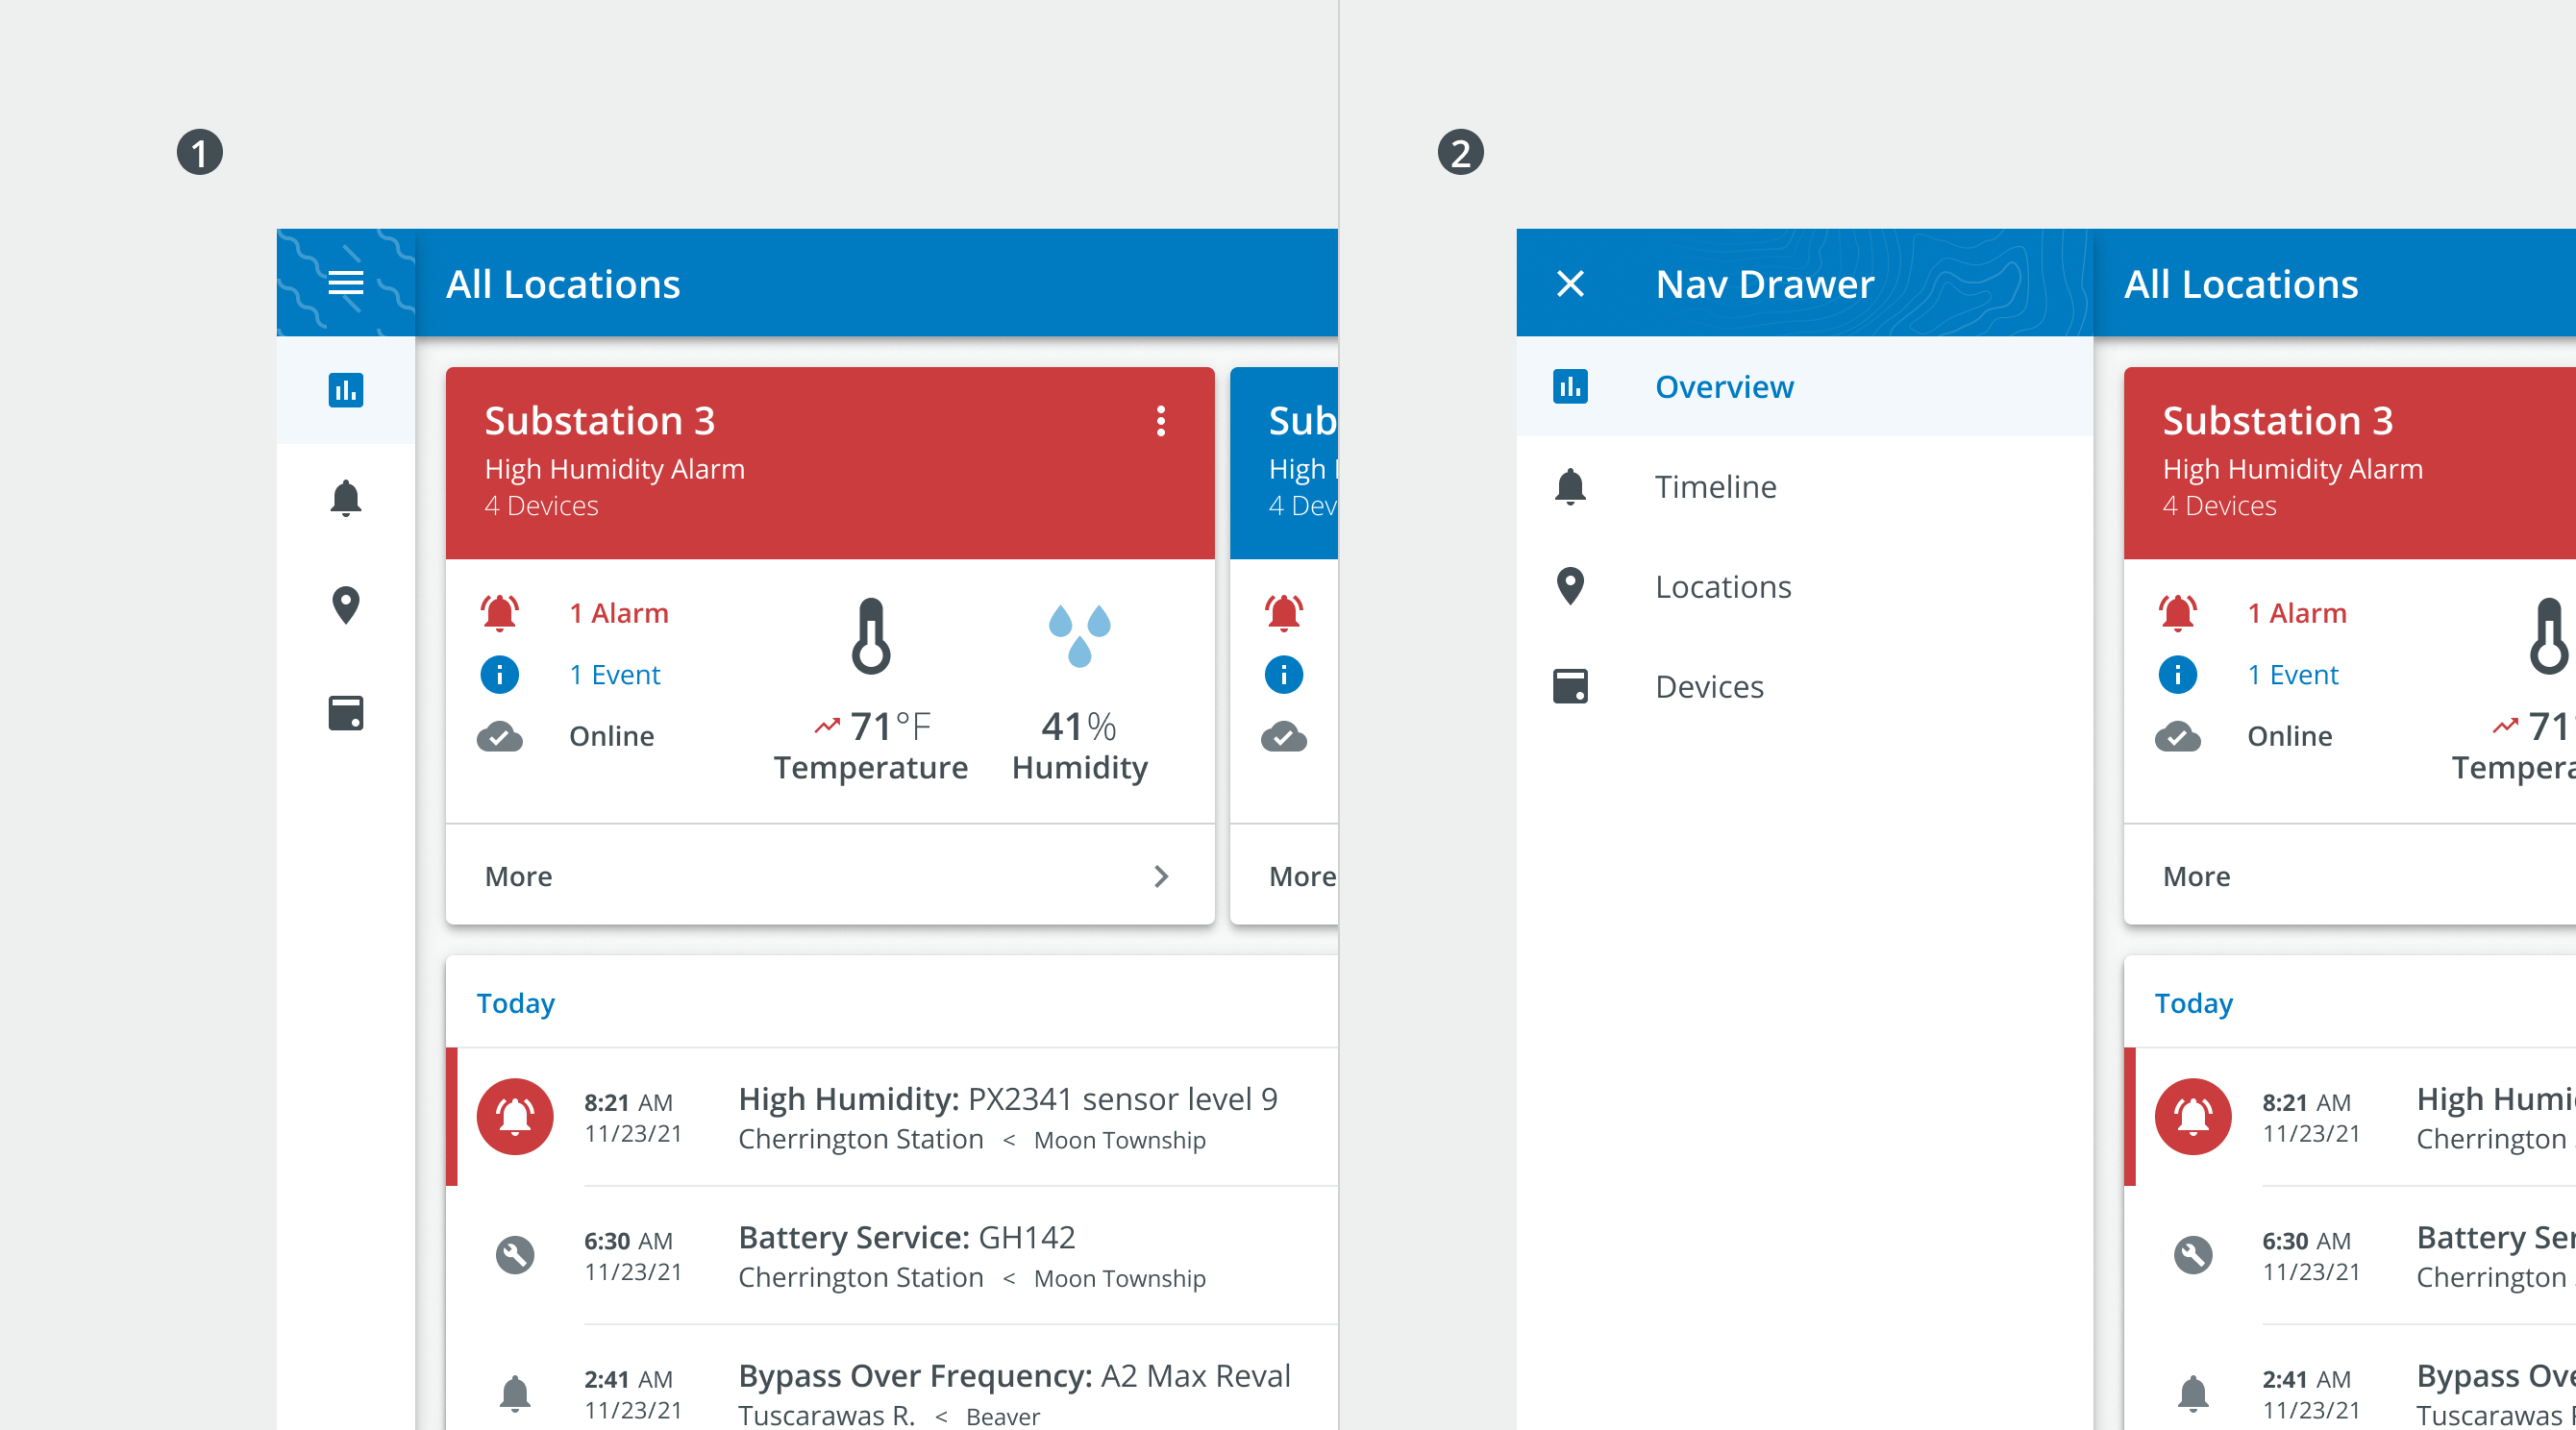 1
All Locations
Substation 3
High Humidity Alarm
4 Devices
1 Alarm
1 Event
Online
71°F
Temperature
41%
Humidity
More
Sub
High
4 Dev
More
Today
8:21 AM
11/23/21
High Humidity: PX2341 sensor level 9
Cherrington Station < Moon Township
6:30 AM
11/23/21
Battery Service: GH142
Cherrington Station < Moon Township
2:41 AM
11/23/21
Bypass Over Frequency: A2 Max Reval
Tuscarawas R. < Beaver
2
Nav Drawer
Overview
Timeline
Locations
Devices
All Locations
Substation 3
High Humidity Alarm
4 Devices
1 Alarm
1 Event
Online
71
Tempera
More
Today
8:21 AM
11/23/21
High Humi
Cherrington
6:30 AM
11/23/21
Battery Ser
Cherrington
2:41 AM
11/23/21
Bypass Ove
Tuscarawas